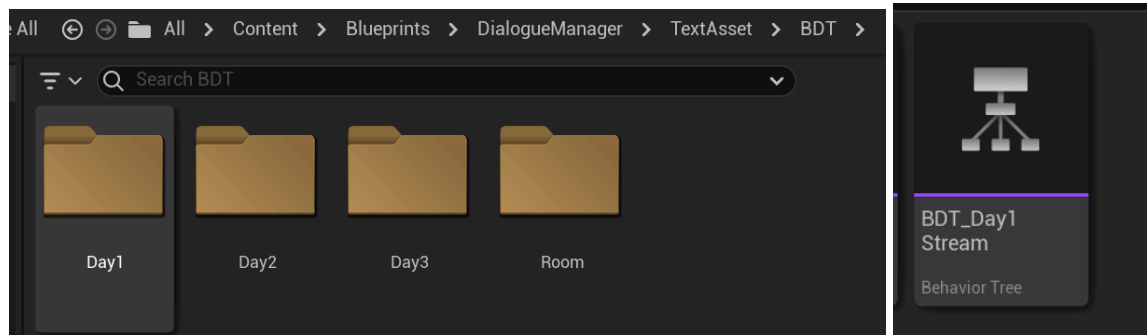 All All > Content > Blueprints > DialogueManager > TextAsset > BDT >
Search BDT
Day1 Day2 Day3 Room
BDT_Day1
Stream
Behavior Tree